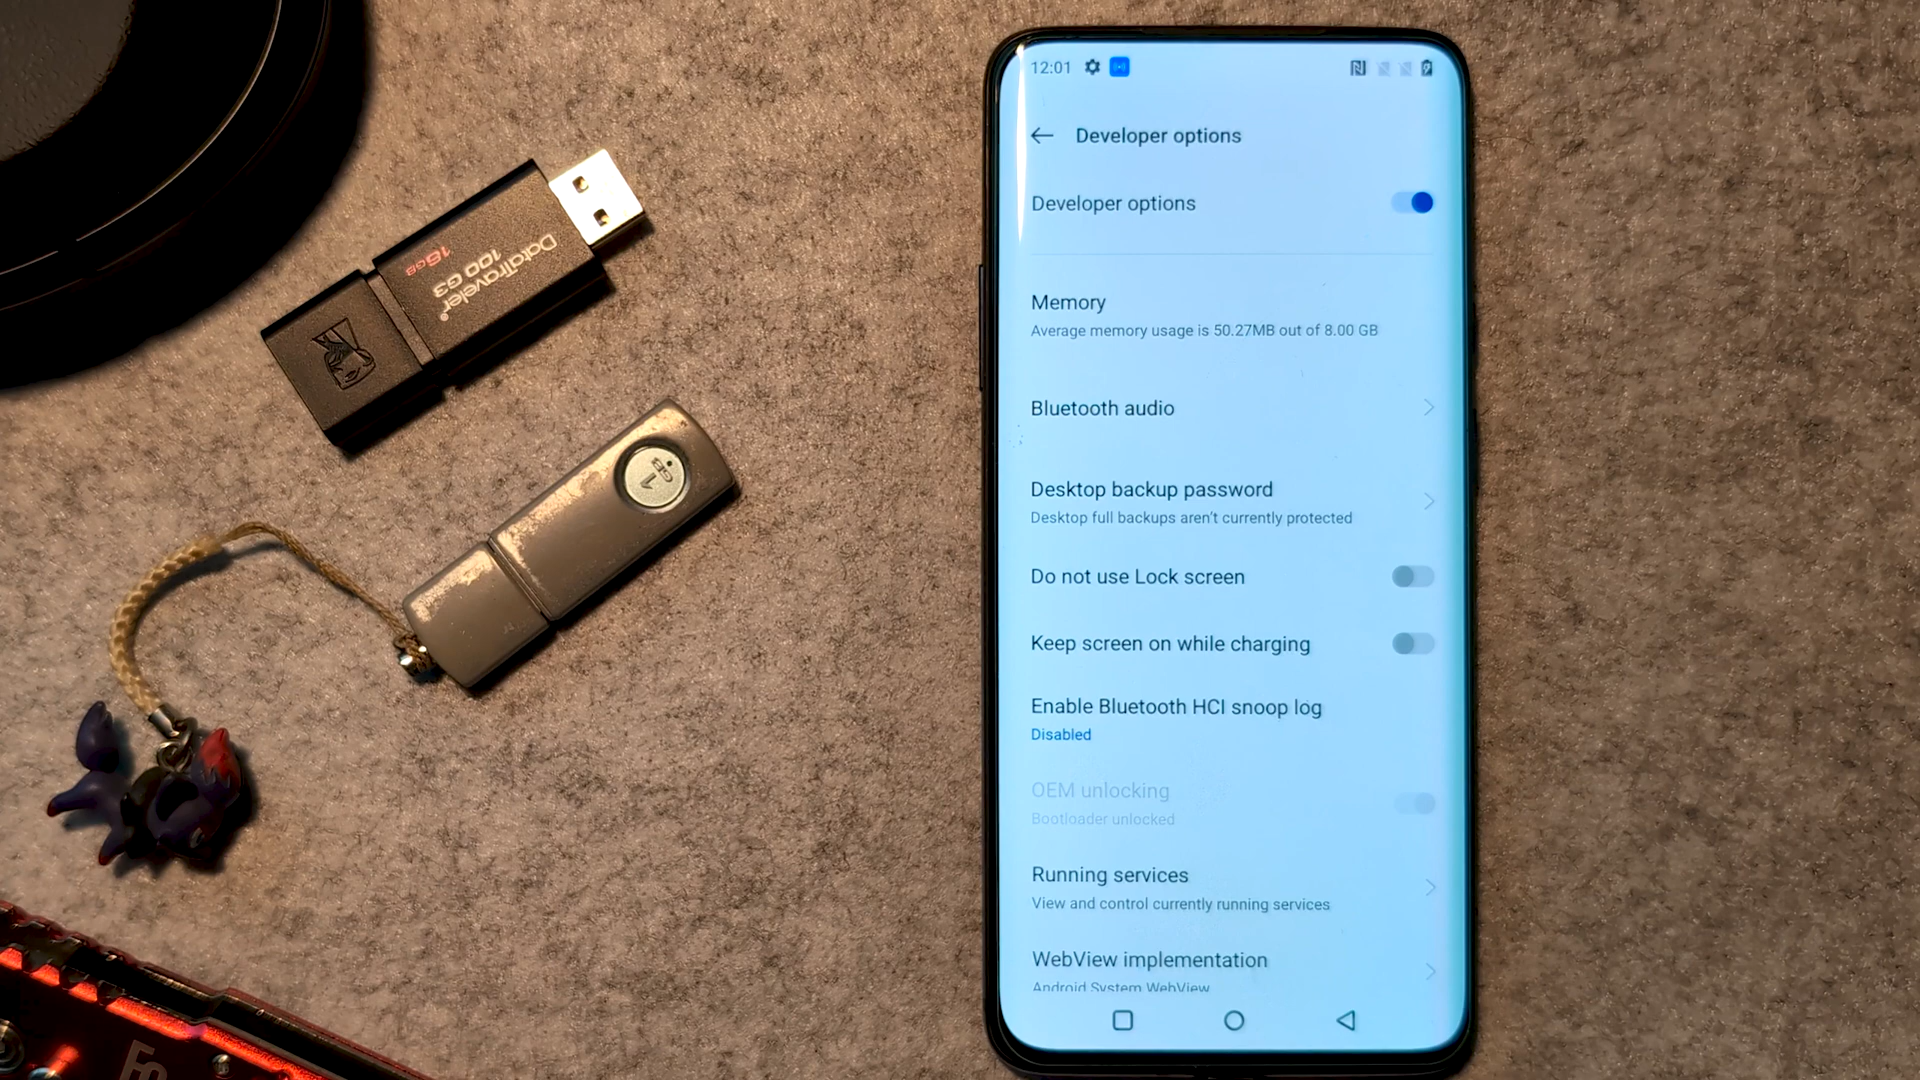 DataTraveler®
100 G3
16GB
1
GB
12:01
Developer options
Developer options
Memory
Average memory usage is 50.27MB out of 8.00 GB
Bluetooth audio
Desktop backup password
Desktop full backups aren't currently protected
Do not use Lock screen
Keep screen on while charging
Enable Bluetooth HCI snoop log
Disabled
OEM unlocking
Bootloader unlocked
Running services
View and control currently running services
WebView implementation
Android System WebView